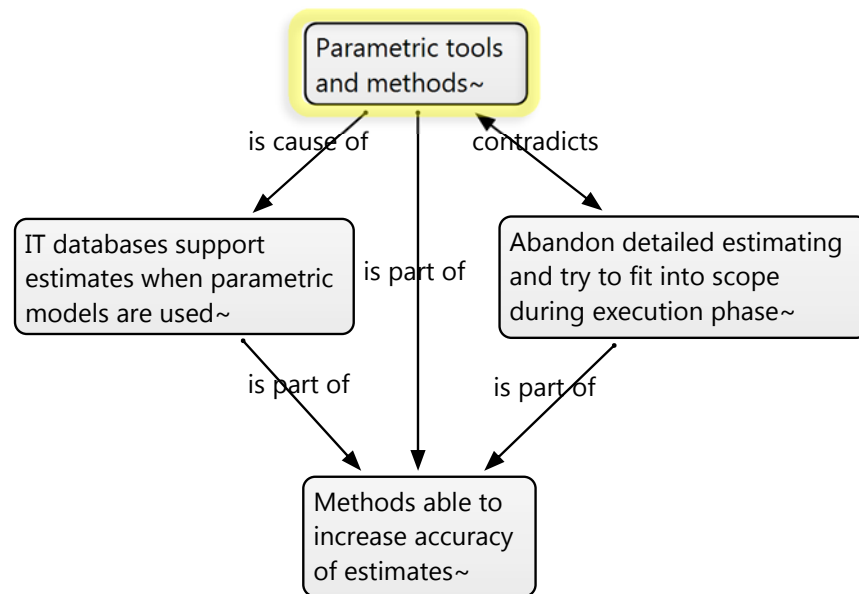 Parametric tools
and methods~
is cause of
contradicts
IT databases support
estimates when parametric
models are used~
is part of
Abandon detailed estimating
and try to fit into scope
during execution phase~
is part of
is part of
Methods able to
increase accuracy
of estimates~